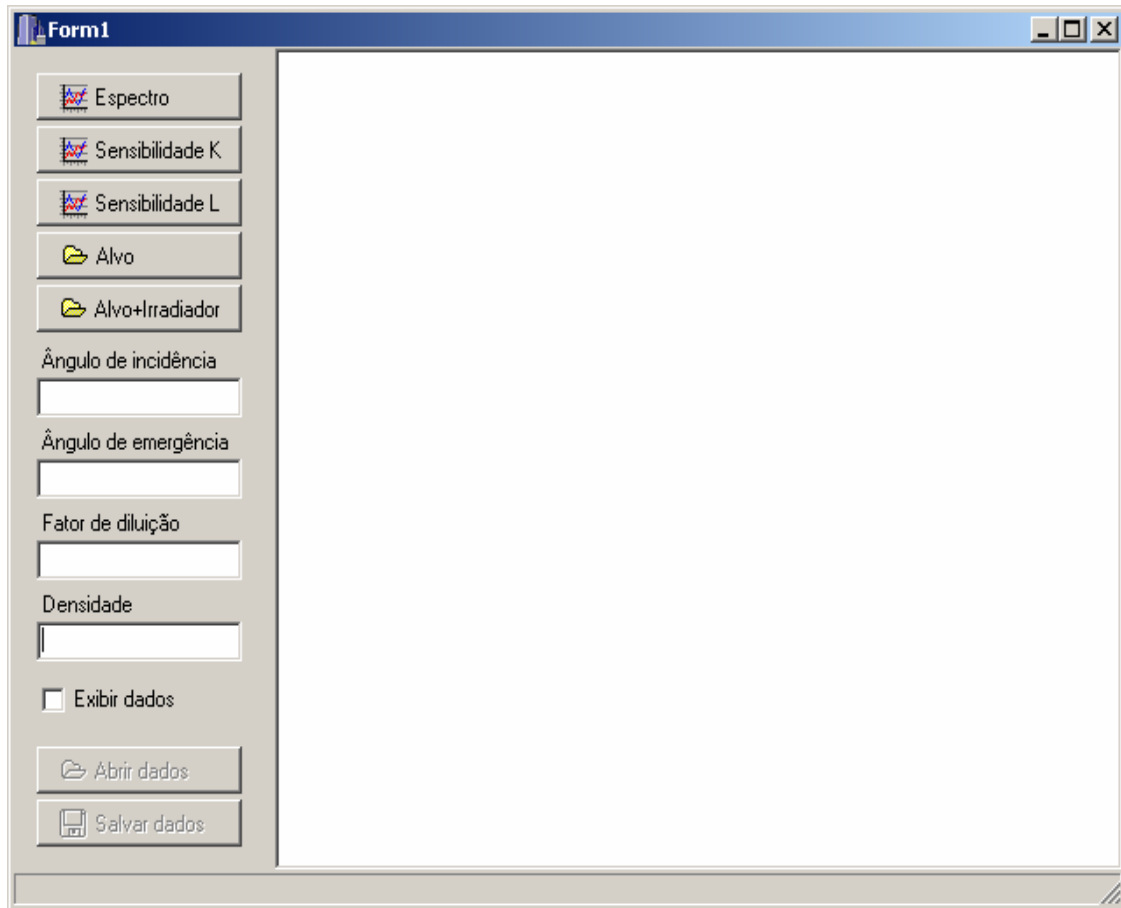 Form1
Espectro
Sensibilidade K
Sensibilidade L
Alvo
Alvo+Irradiador
Ângulo de incidência
Ângulo de emergência
Fator de diluição
Densidade
Exibir dados
Abrir dados
Salvar dados